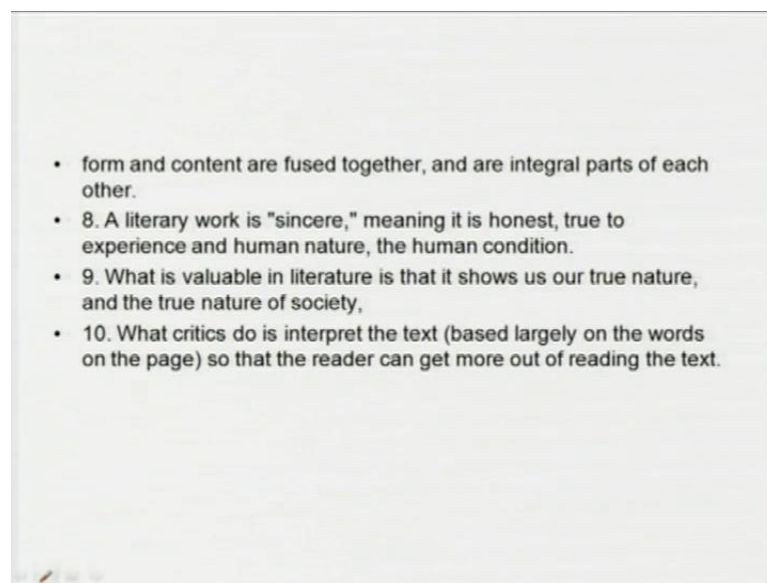 • form and content are fused together, and are integral parts of each
other.
• 8. A literary work is "sincere," meaning it is honest, true to
experience and human nature, the human condition.
• 9. What is valuable in literature is that it shows us our true nature,
and the true nature of society,
• 10. What critics do is interpret the text (based largely on the words
on the page) so that the reader can get more out of reading the text.